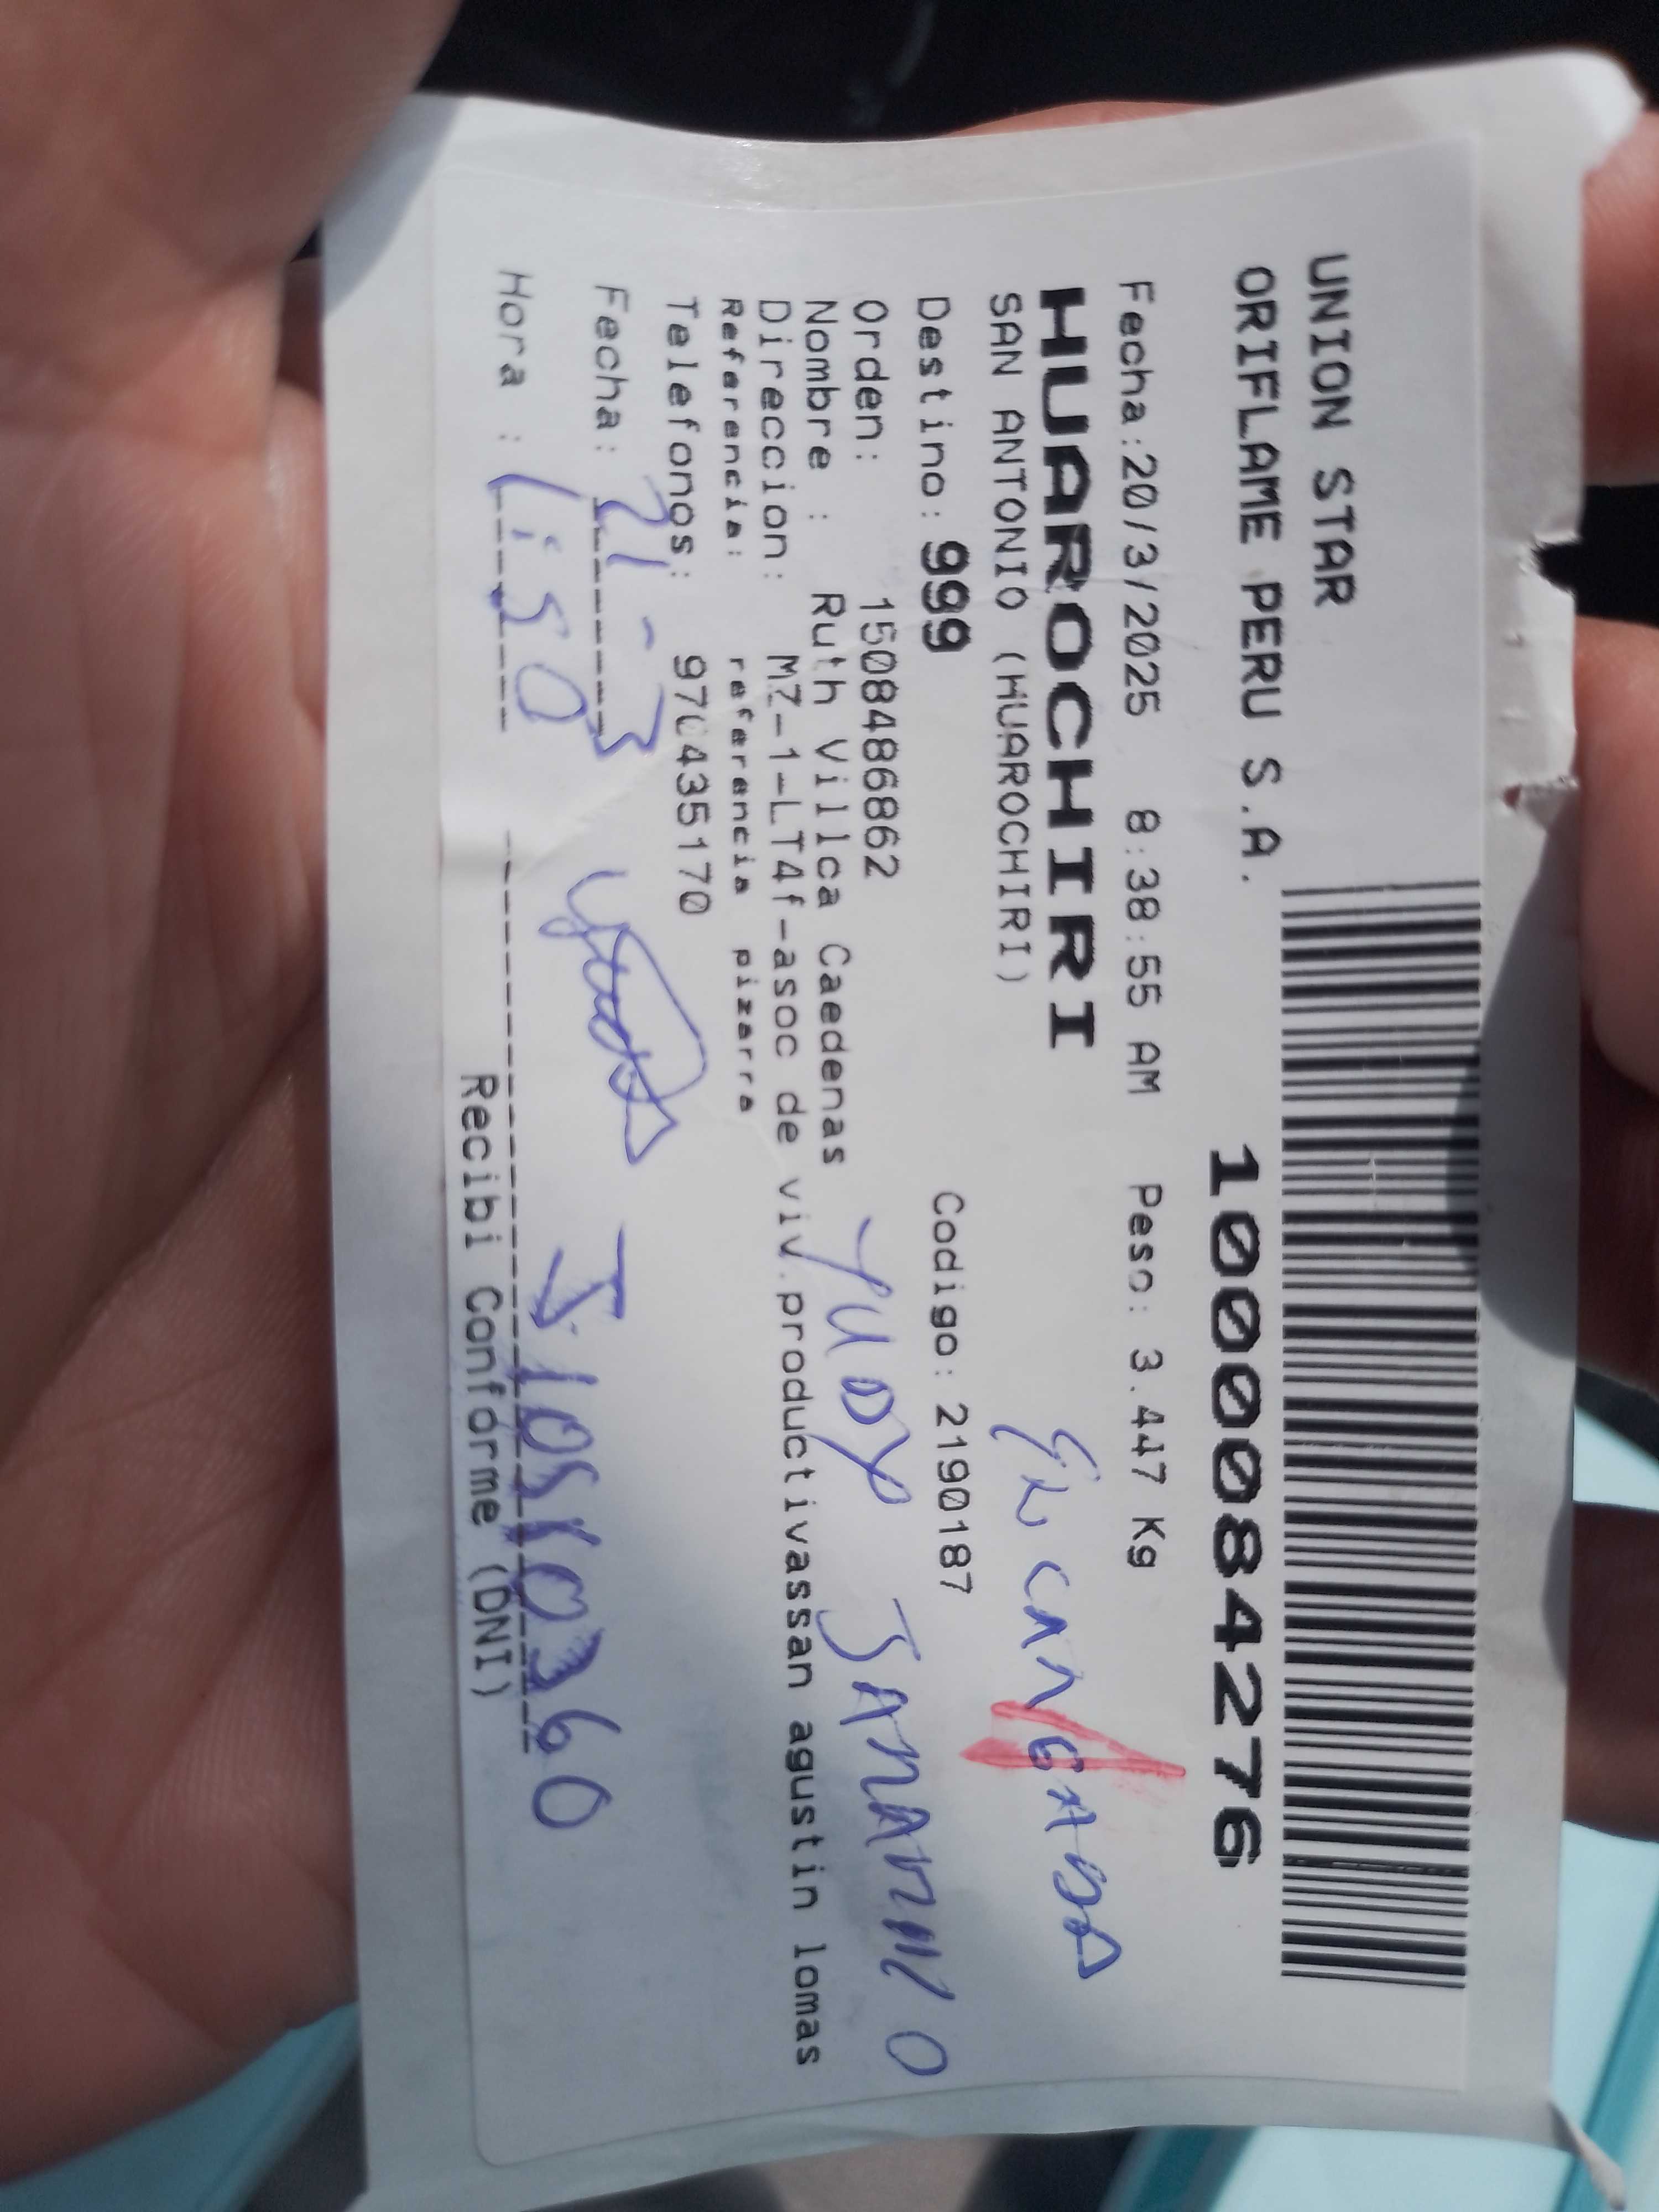 UNION STAR
ORIFLAME PERU S.A.
1000084276
Fecha:20/3/2025 8:38:55 AM Peso: 3.447 Kg
HUAROCHIRI
SAN ANTONIO (HUAROCHIRI)
Destino: 999 Codigo: 2190187
Orden: 1508486862
Nombre : Ruth Villca Caedenas YUDY
Direccion: MZ-1-LT4f-asoc de viv.productivassan agustin lomas
Referencia: referencia pizarra
Telefonos: 970435170
Fecha: 21-3
Hora : 1:50
Recibi Conforme (DNI)